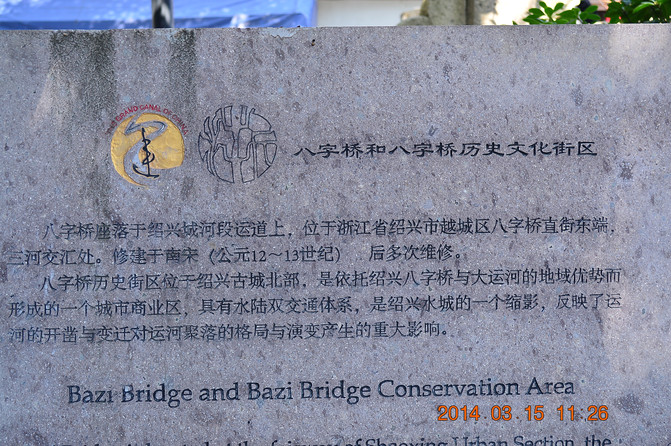 THE GRAND CANAL OF CHINA
八字桥和八字桥历史文化街区
八字桥座落于绍兴城河段运道上，位于浙江省绍兴市越城区八字桥直街东端，
三河交汇处。修建于南宋（公元12～13世纪） 后多次维修。
八字桥历史街区位于绍兴古城北部，是依托绍兴八字桥与大运河的地域优势而
形成的一个城市商业区，具有水陆双交通体系，是绍兴水城的一个缩影，反映了运
河的开凿与变迁对运河聚落的格局与演变产生的重大影响。
Bazi Bridge and Bazi Bridge Conservation Area
2014 03 15 11 26
of Shaoxing Urban Section, the